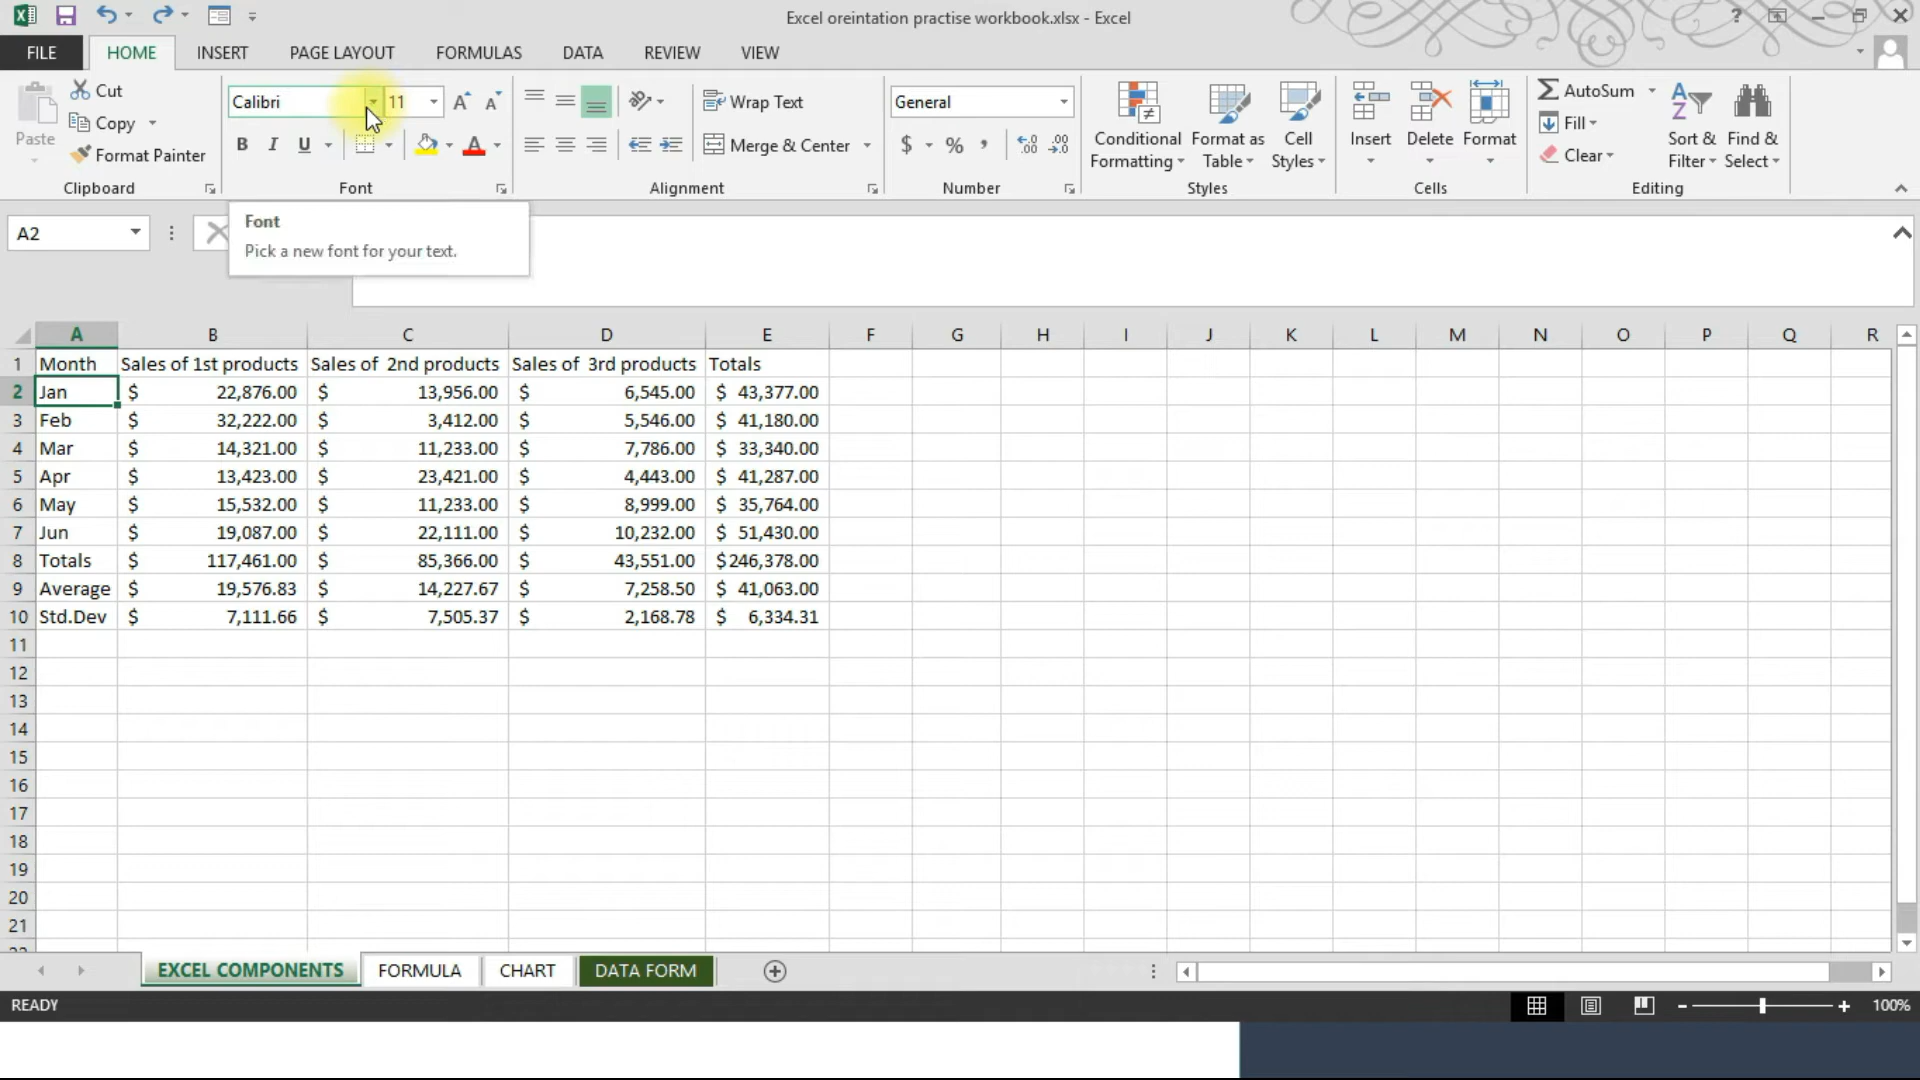 Excel oreintation practise workbook.xlsx - Excel
FILE HOME INSERT PAGE LAYOUT FORMULAS DATA REVIEW VIEW
Paste
Cut
Copy
Format Painter
Clipboard
Calibri 11
B I U
Font
Wrap Text
Merge & Center
Alignment
General
$ % ,
Number
Conditional Formatting
Format as Table
Cell Styles
Styles
Insert
Delete
Format
Cells
AutoSum
Fill
Clear
Sort & Filter
Find & Select
Editing
A2
Font
Pick a new font for your text.
A B C D E F G H I J K L M N O P Q R
1 Month Sales of 1st products Sales of 2nd products Sales of 3rd products Totals
2 Jan $ 22,876.00 $ 13,956.00 $ 6,545.00 $ 43,377.00
3 Feb $ 32,222.00 $ 3,412.00 $ 5,546.00 $ 41,180.00
4 Mar $ 14,321.00 $ 11,233.00 $ 7,786.00 $ 33,340.00
5 Apr $ 13,423.00 $ 23,421.00 $ 4,443.00 $ 41,287.00
6 May $ 15,532.00 $ 11,233.00 $ 8,999.00 $ 35,764.00
7 Jun $ 19,087.00 $ 22,111.00 $ 10,232.00 $ 51,430.00
8 Totals $ 117,461.00 $ 85,366.00 $ 43,551.00 $246,378.00
9 Average $ 19,576.83 $ 14,227.67 $ 7,258.50 $ 41,063.00
10 Std.Dev $ 7,111.66 $ 7,505.37 $ 2,168.78 $ 6,334.31
11
12
13
14
15
16
17
18
19
20
21
EXCEL COMPONENTS FORMULA CHART DATA FORM
READY 100%